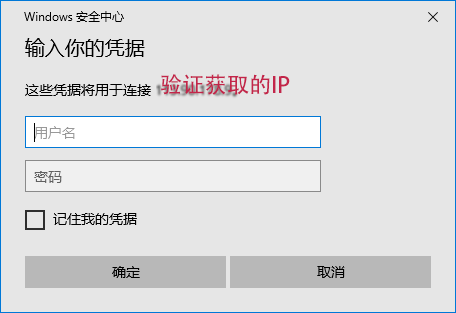 Windows 安全中心
输入你的凭据
这些凭据将用于连接
验证获取的IP
用户名
密码
记住我的凭据
确定
取消